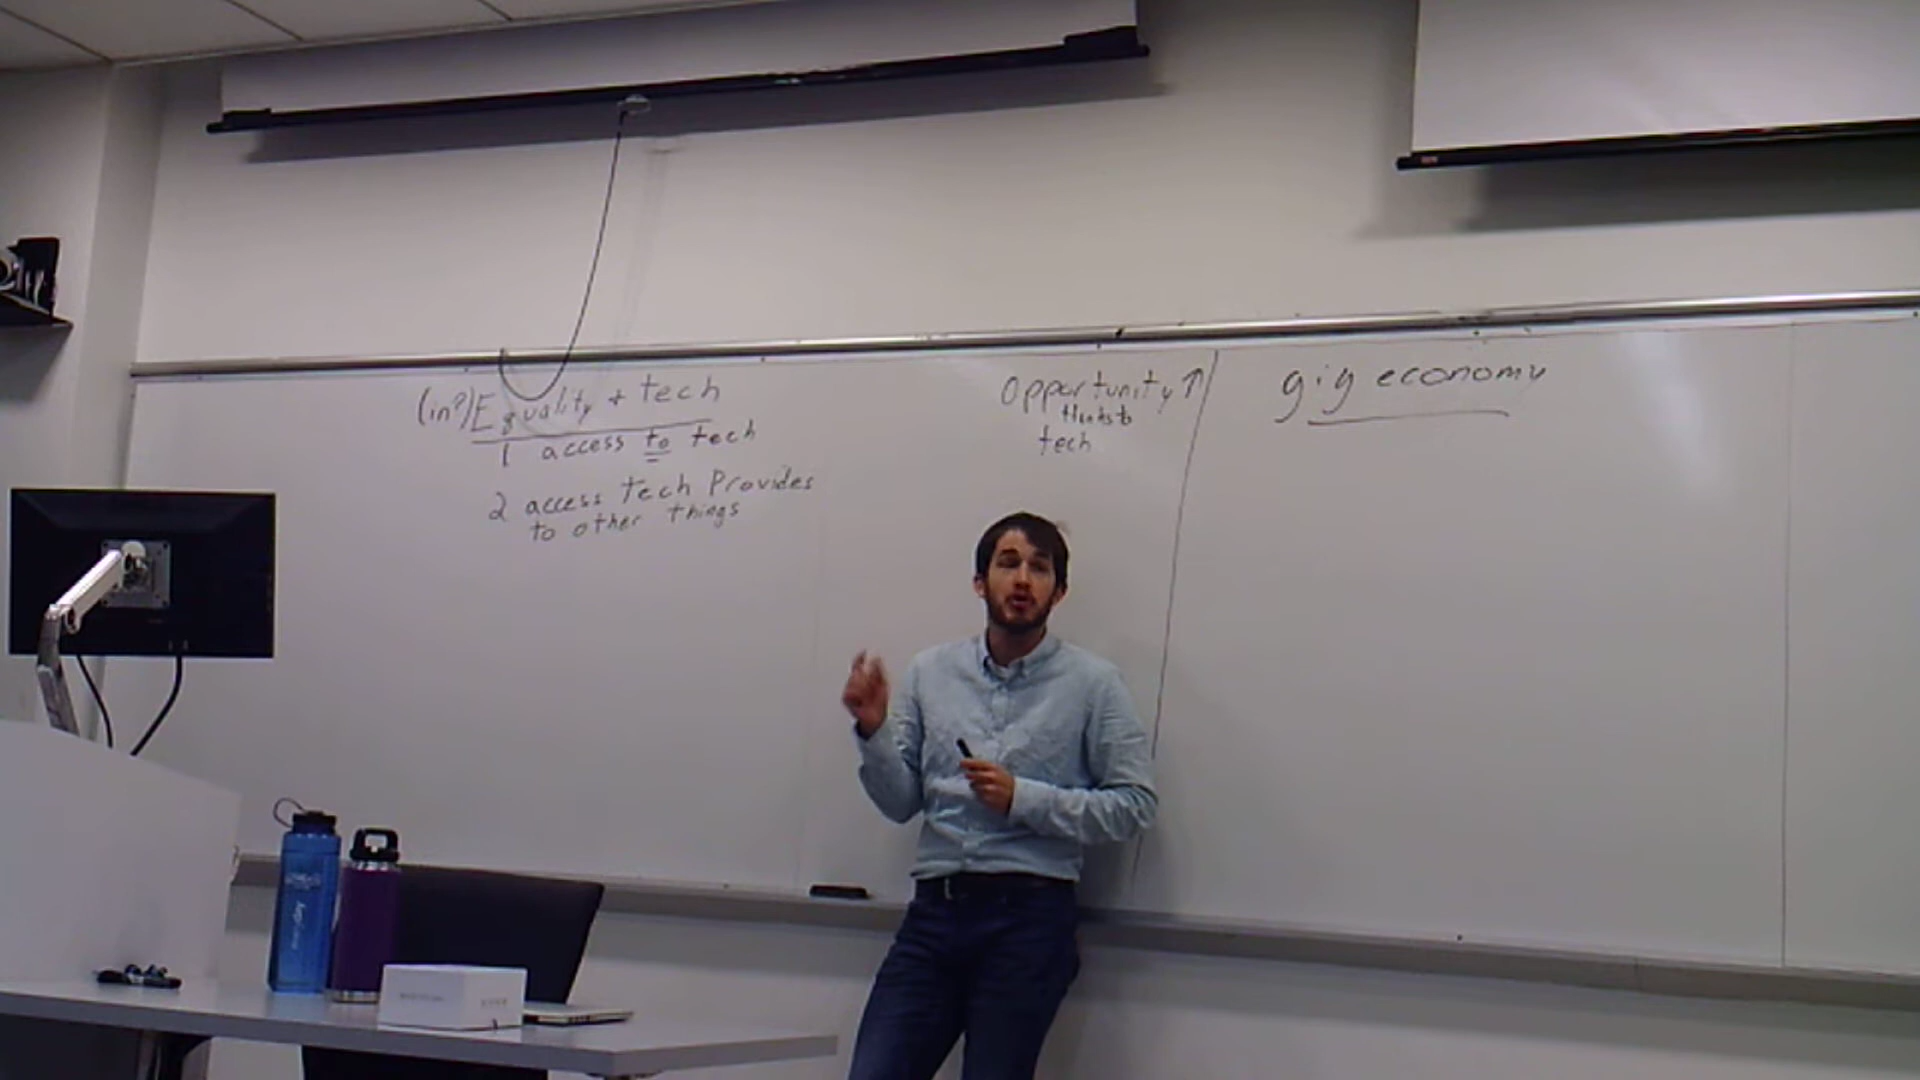 (in?) Equality + tech
1 access to tech
2 access tech Provides
to other things
Opportunity ↑
thanks to
tech
gig economy